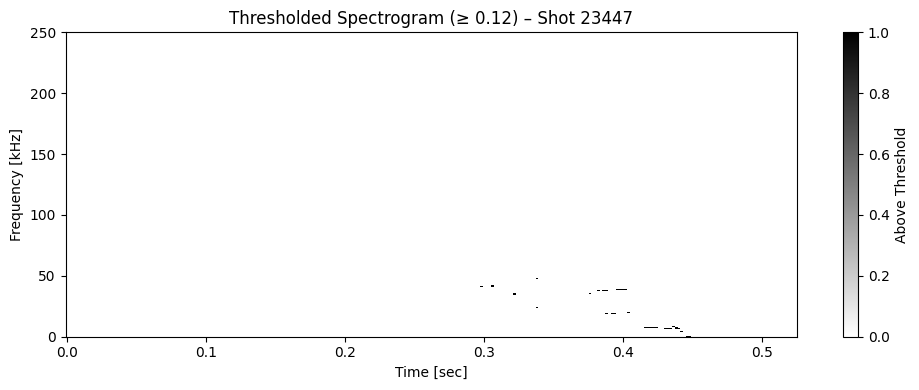 Thresholded Spectrogram (≥ 0.12) – Shot 23447
Frequency [kHz]
250
200
150
100
50
0
0.0 0.1 0.2 0.3 0.4 0.5
Time [sec]
1.0
0.8
0.6
0.4
0.2
0.0
Above Threshold